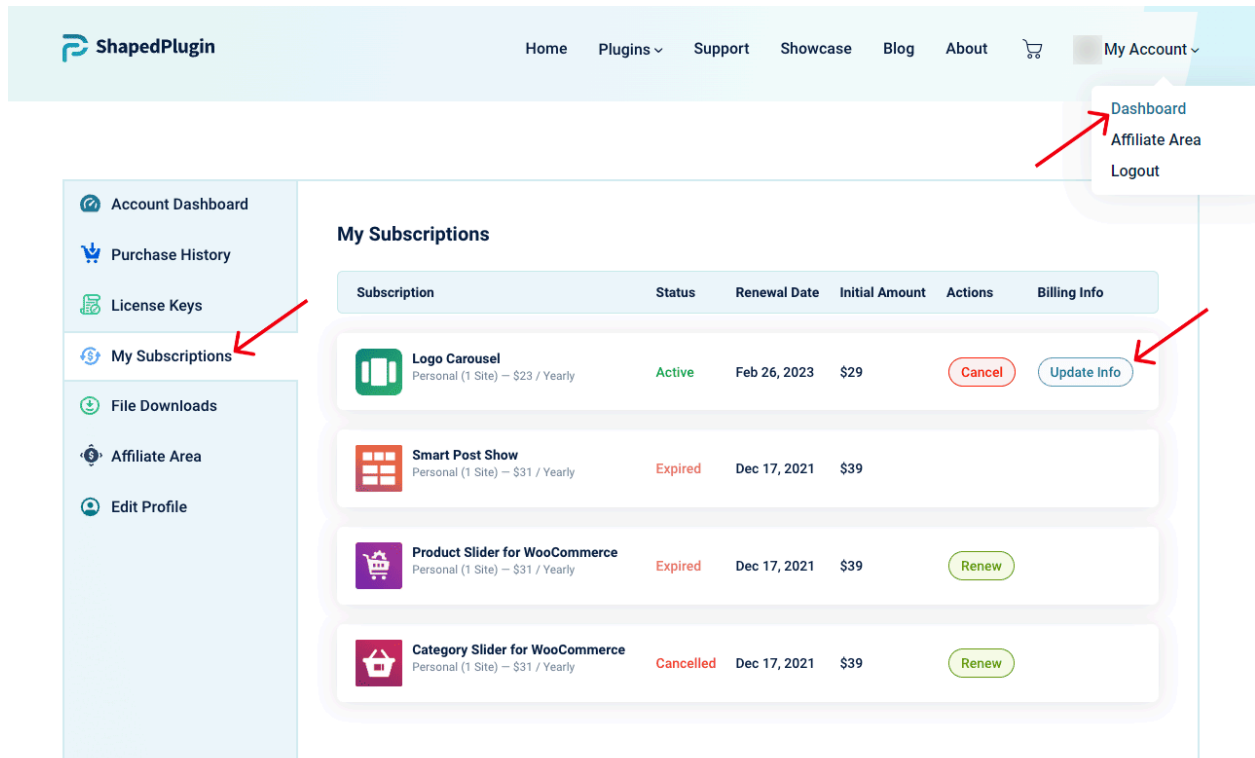 ShapedPlugin
Home Plugins Support Showcase Blog About My Account
Dashboard
Affiliate Area
Logout
Account Dashboard
Purchase History
License Keys
My Subscriptions
File Downloads
Affiliate Area
Edit Profile
My Subscriptions
Subscription Status Renewal Date Initial Amount Actions Billing Info
Logo Carousel
Personal (1 Site) — $23 / Yearly
Active Feb 26, 2023 $29 Cancel Update Info
Smart Post Show
Personal (1 Site) — $31 / Yearly
Expired Dec 17, 2021 $39
Product Slider for WooCommerce
Personal (1 Site) — $31 / Yearly
Expired Dec 17, 2021 $39 Renew
Category Slider for WooCommerce
Personal (1 Site) — $31 / Yearly
Cancelled Dec 17, 2021 $39 Renew